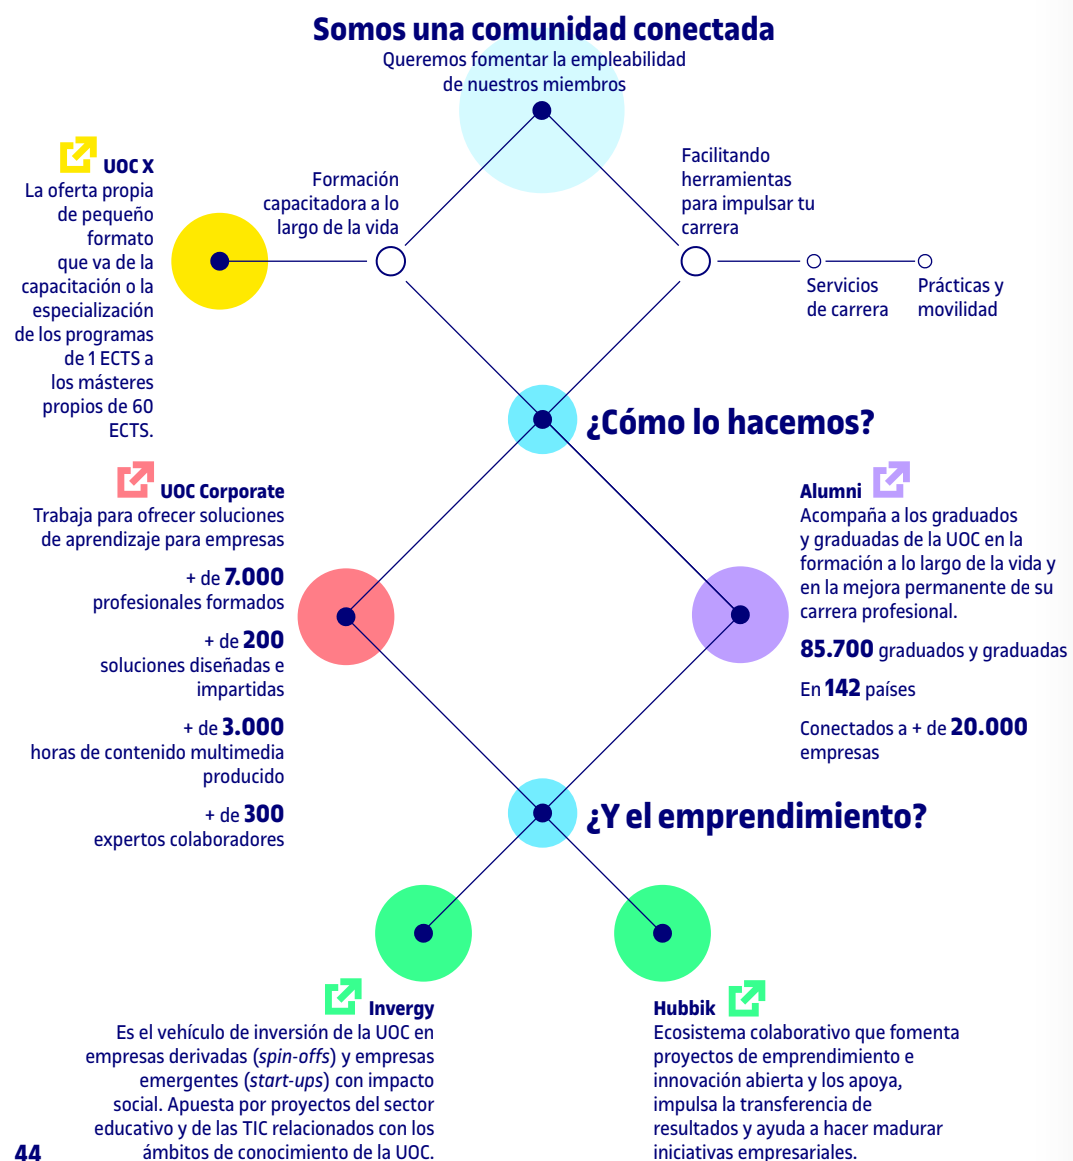 Somos una comunidad conectada
Queremos fomentar la empleabilidad
de nuestros miembros
UOC X
La oferta propia
de pequeño
formato
que va de la
capacitación o la
especialización
de los programas
de 1 ECTS a
los másteres
propios de 60
ECTS.
Formación
capacitadora a lo
largo de la vida
Facilitando
herramientas
para impulsar tu
carrera
Servicios
de carrera
Prácticas y
movilidad
¿Cómo lo hacemos?
UOC Corporate
Trabaja para ofrecer soluciones
de aprendizaje para empresas
+ de 7.000
profesionales formados
+ de 200
soluciones diseñadas e
impartidas
+ de 3.000
horas de contenido multimedia
producido
+ de 300
expertos colaboradores
Alumni
Acompaña a los graduados
y graduadas de la UOC en la
formación a lo largo de la vida y
en la mejora permanente de su
carrera profesional.
85.700 graduados y graduadas
En 142 países
Conectados a + de 20.000
empresas
¿Y el emprendimiento?
Invergy
Es el vehículo de inversión de la UOC en
empresas derivadas (spin-offs) y empresas
emergentes (start-ups) con impacto
social. Apuesta por proyectos del sector
educativo y de las TIC relacionados con los
ámbitos de conocimiento de la UOC.
Hubbik
Ecosistema colaborativo que fomenta
proyectos de emprendimiento e
innovación abierta y los apoya,
impulsa la transferencia de
resultados y ayuda a hacer madurar
iniciativas empresariales.
44